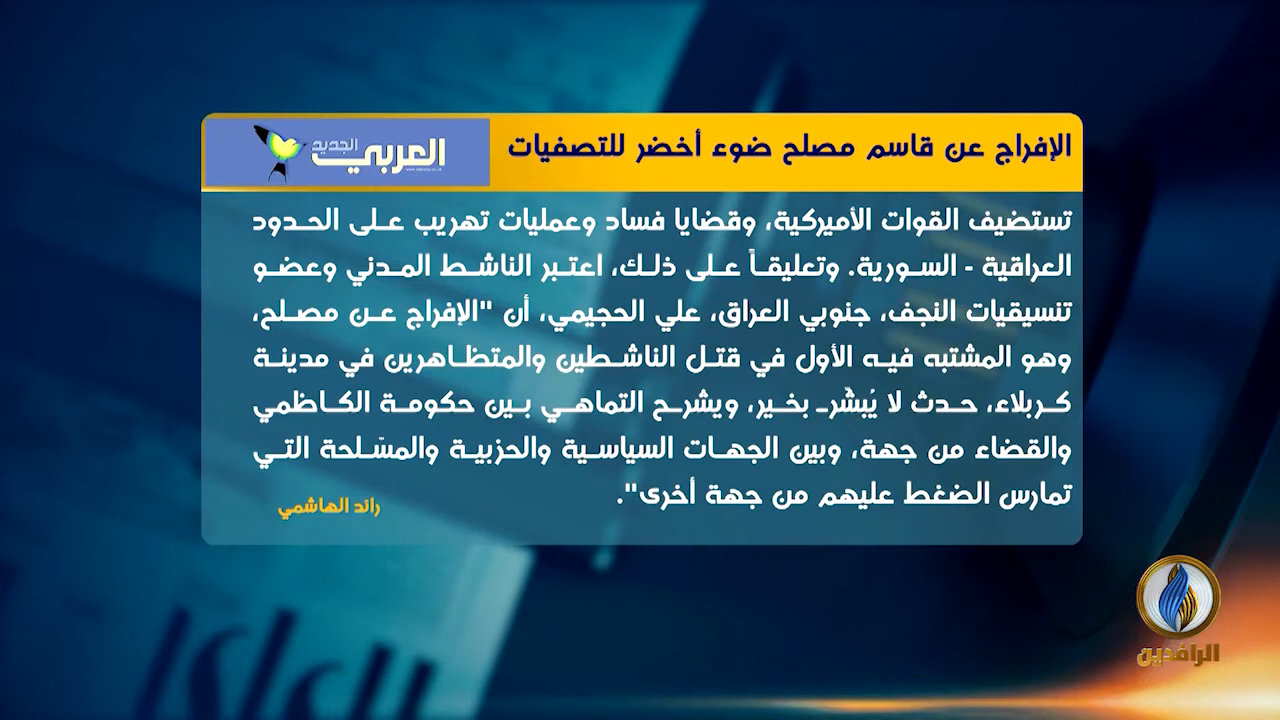 الإفراج عن قاسم مصلح ضوء أخضر للتصفيات
العربي الجديد
تستضيف القوات الأميركية، وقضايا فساد وعمليات تهريب على الحدود
العراقية - السورية. وتعليقاً على ذلك، اعتبر الناشط المدني وعضو
تنسيقيات النجف، جنوبي العراق، علي الحجيمي، أن "الإفراج عن مصلح،
وهو المشتبه فيه الأول في قتل الناشطين والمتظاهرين في مدينة
كربلاء، حدث لا يُبشّر بخير، ويشرح التماهي بين حكومة الكاظمي
والقضاء من جهة، وبين الجهات السياسية والحزبية والمسّلحة التي
تمارس الضغط عليهم من جهة أخرى".
رائد الهاشمي
الرافدين